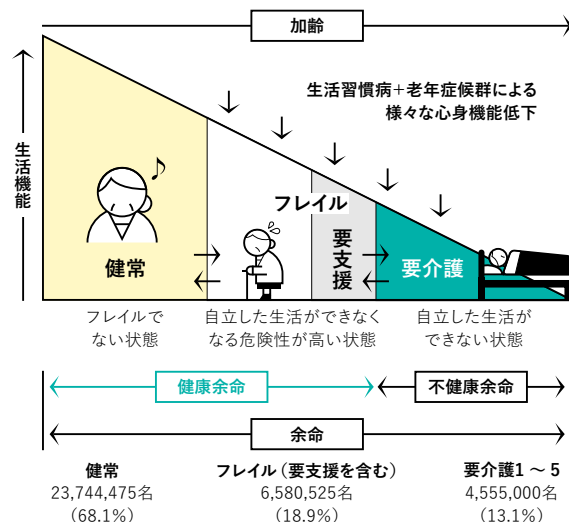 加齢
生活習慣病+老年症候群による
様々な心身機能低下
生活機能
フレイル
健常
要支援
要介護
フレイルで
ない状態
自立した生活ができなく
なる危険性が高い状態
自立した生活が
できない状態
健康余命
不健康余命
余命
健常
23,744,475名
(68.1%)
フレイル(要支援を含む)
6,580,525名
(18.9%)
要介護1〜5
4,555,000名
(13.1%)